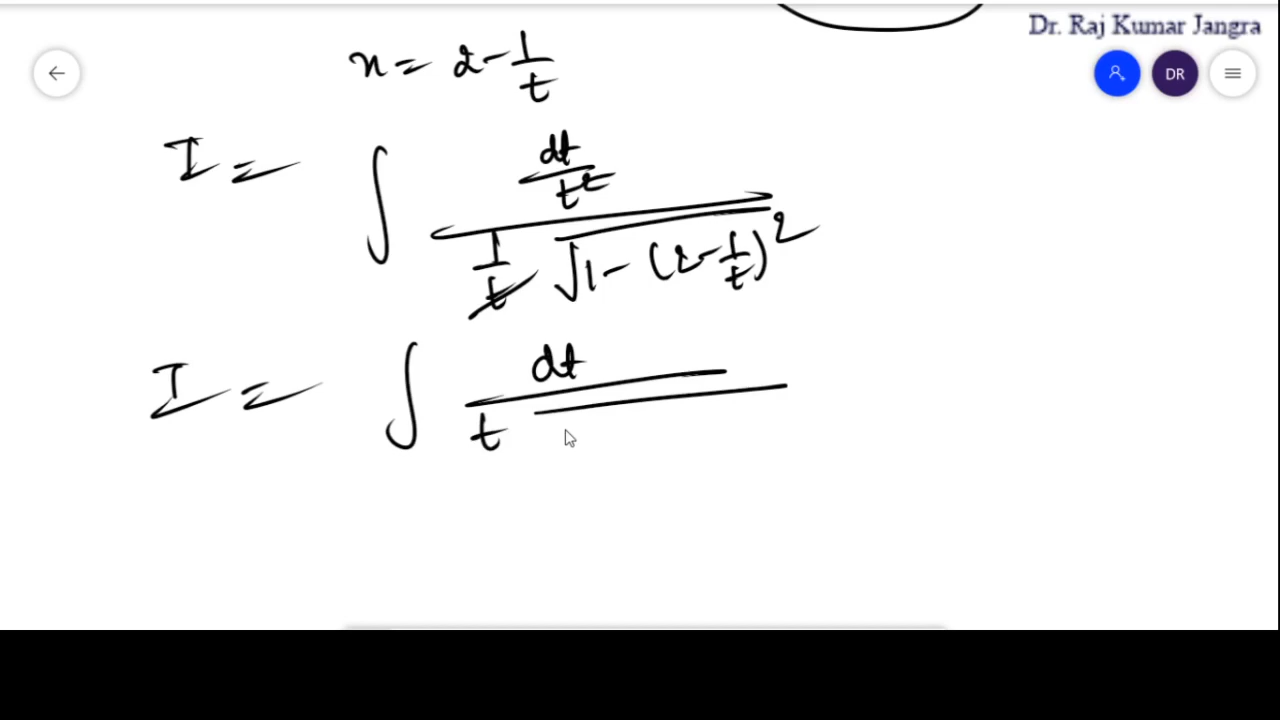 Dr. Raj Kumar Jangra
DR
x = 2 - 1/t
I = ∫ (dt/t²) / ((1/t) √(1 - (2 - 1/t)²))
I = ∫ dt / t